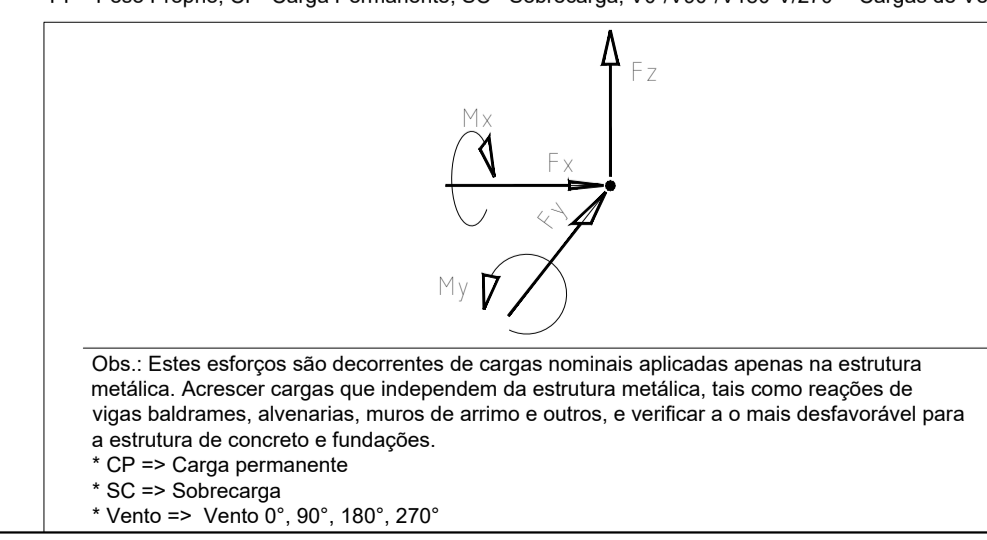 Fz
Mx
Fx
Fy
My
Obs.: Estes esforços são decorrentes de cargas nominais aplicadas apenas na estrutura
metálica. Acrescer cargas que independem da estrutura metálica, tais como reações de
vigas baldrames, alvenarias, muros de arrimo e outros, e verificar a o mais desfavorável para
a estrutura de concreto e fundações.
* CP => Carga permanente
* SC => Sobrecarga
* Vento => Vento 0°, 90°, 180°, 270°